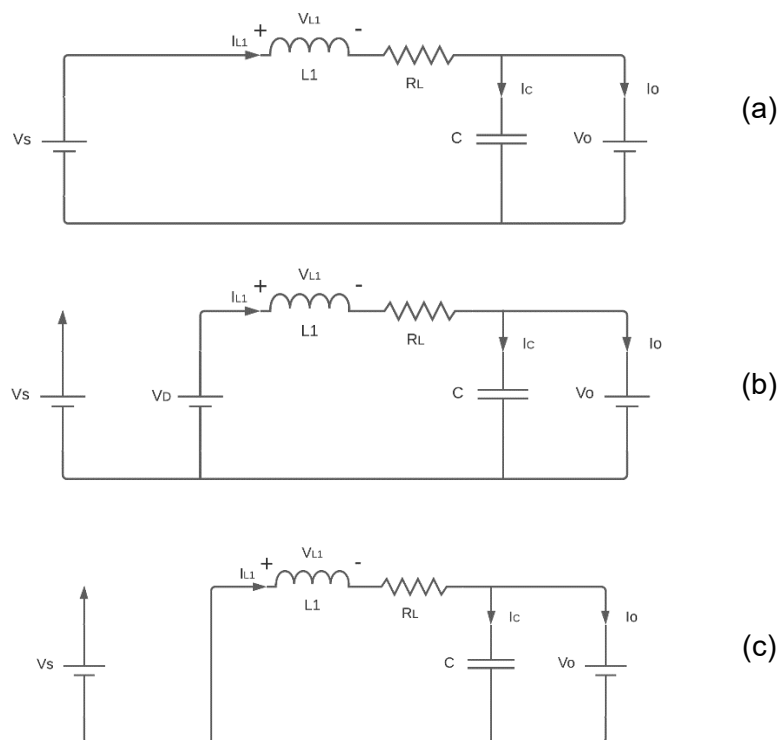 + VL1 -
IL1
L1
RL
IC
Io
Vs
C
Vo
(a)
+ VL1 -
IL1
L1
RL
IC
Io
Vs
VD
C
Vo
(b)
+ VL1 -
IL1
L1
RL
IC
Io
Vs
C
Vo
(c)